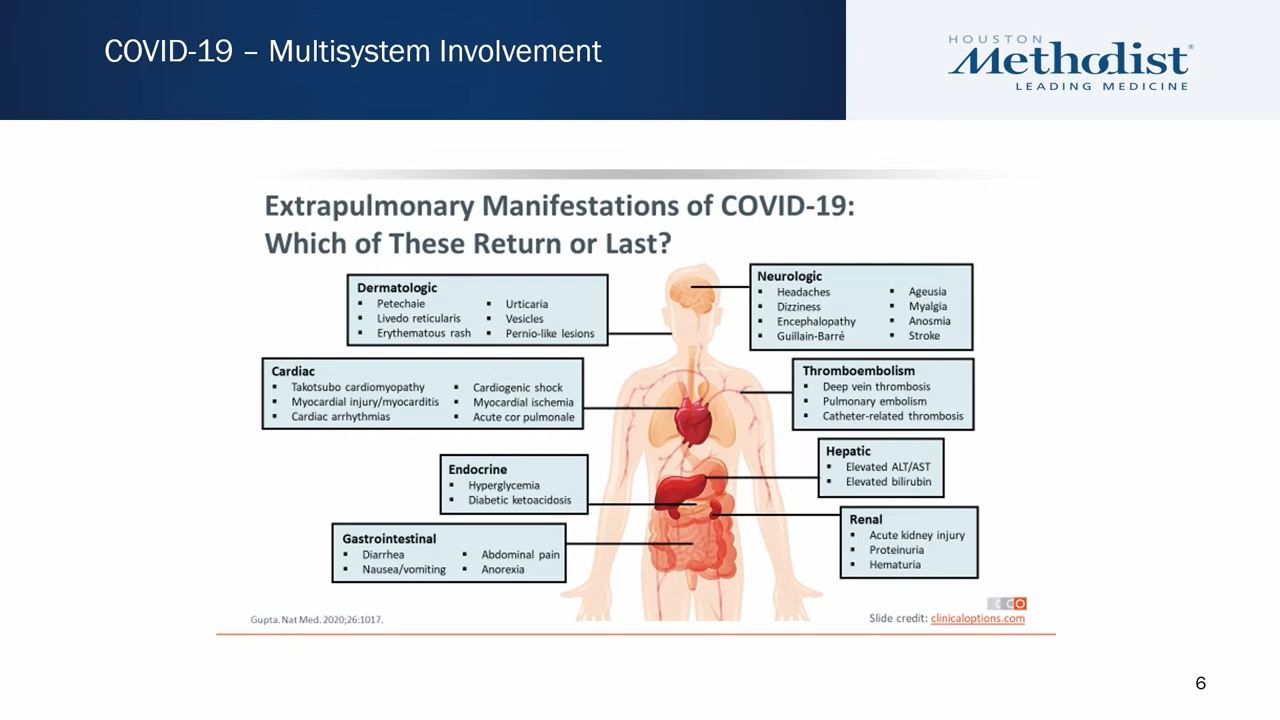 COVID-19 – Multisystem Involvement
HOUSTON
Methodist®
LEADING MEDICINE
Extrapulmonary Manifestations of COVID-19:
Which of These Return or Last?
Dermatologic
▪ Petechaie ▪ Urticaria
▪ Livedo reticularis ▪ Vesicles
▪ Erythematous rash ▪ Pernio-like lesions
Neurologic
▪ Headaches ▪ Ageusia
▪ Dizziness ▪ Myalgia
▪ Encephalopathy ▪ Anosmia
▪ Guillain-Barré ▪ Stroke
Cardiac
▪ Takotsubo cardiomyopathy ▪ Cardiogenic shock
▪ Myocardial injury/myocarditis ▪ Myocardial ischemia
▪ Cardiac arrhythmias ▪ Acute cor pulmonale
Thromboembolism
▪ Deep vein thrombosis
▪ Pulmonary embolism
▪ Catheter-related thrombosis
Hepatic
▪ Elevated ALT/AST
▪ Elevated bilirubin
Endocrine
▪ Hyperglycemia
▪ Diabetic ketoacidosis
Renal
▪ Acute kidney injury
▪ Proteinuria
▪ Hematuria
Gastrointestinal
▪ Diarrhea ▪ Abdominal pain
▪ Nausea/vomiting ▪ Anorexia
CCO
Gupta. Nat Med. 2020;26:1017.
Slide credit: clinicaloptions.com
6